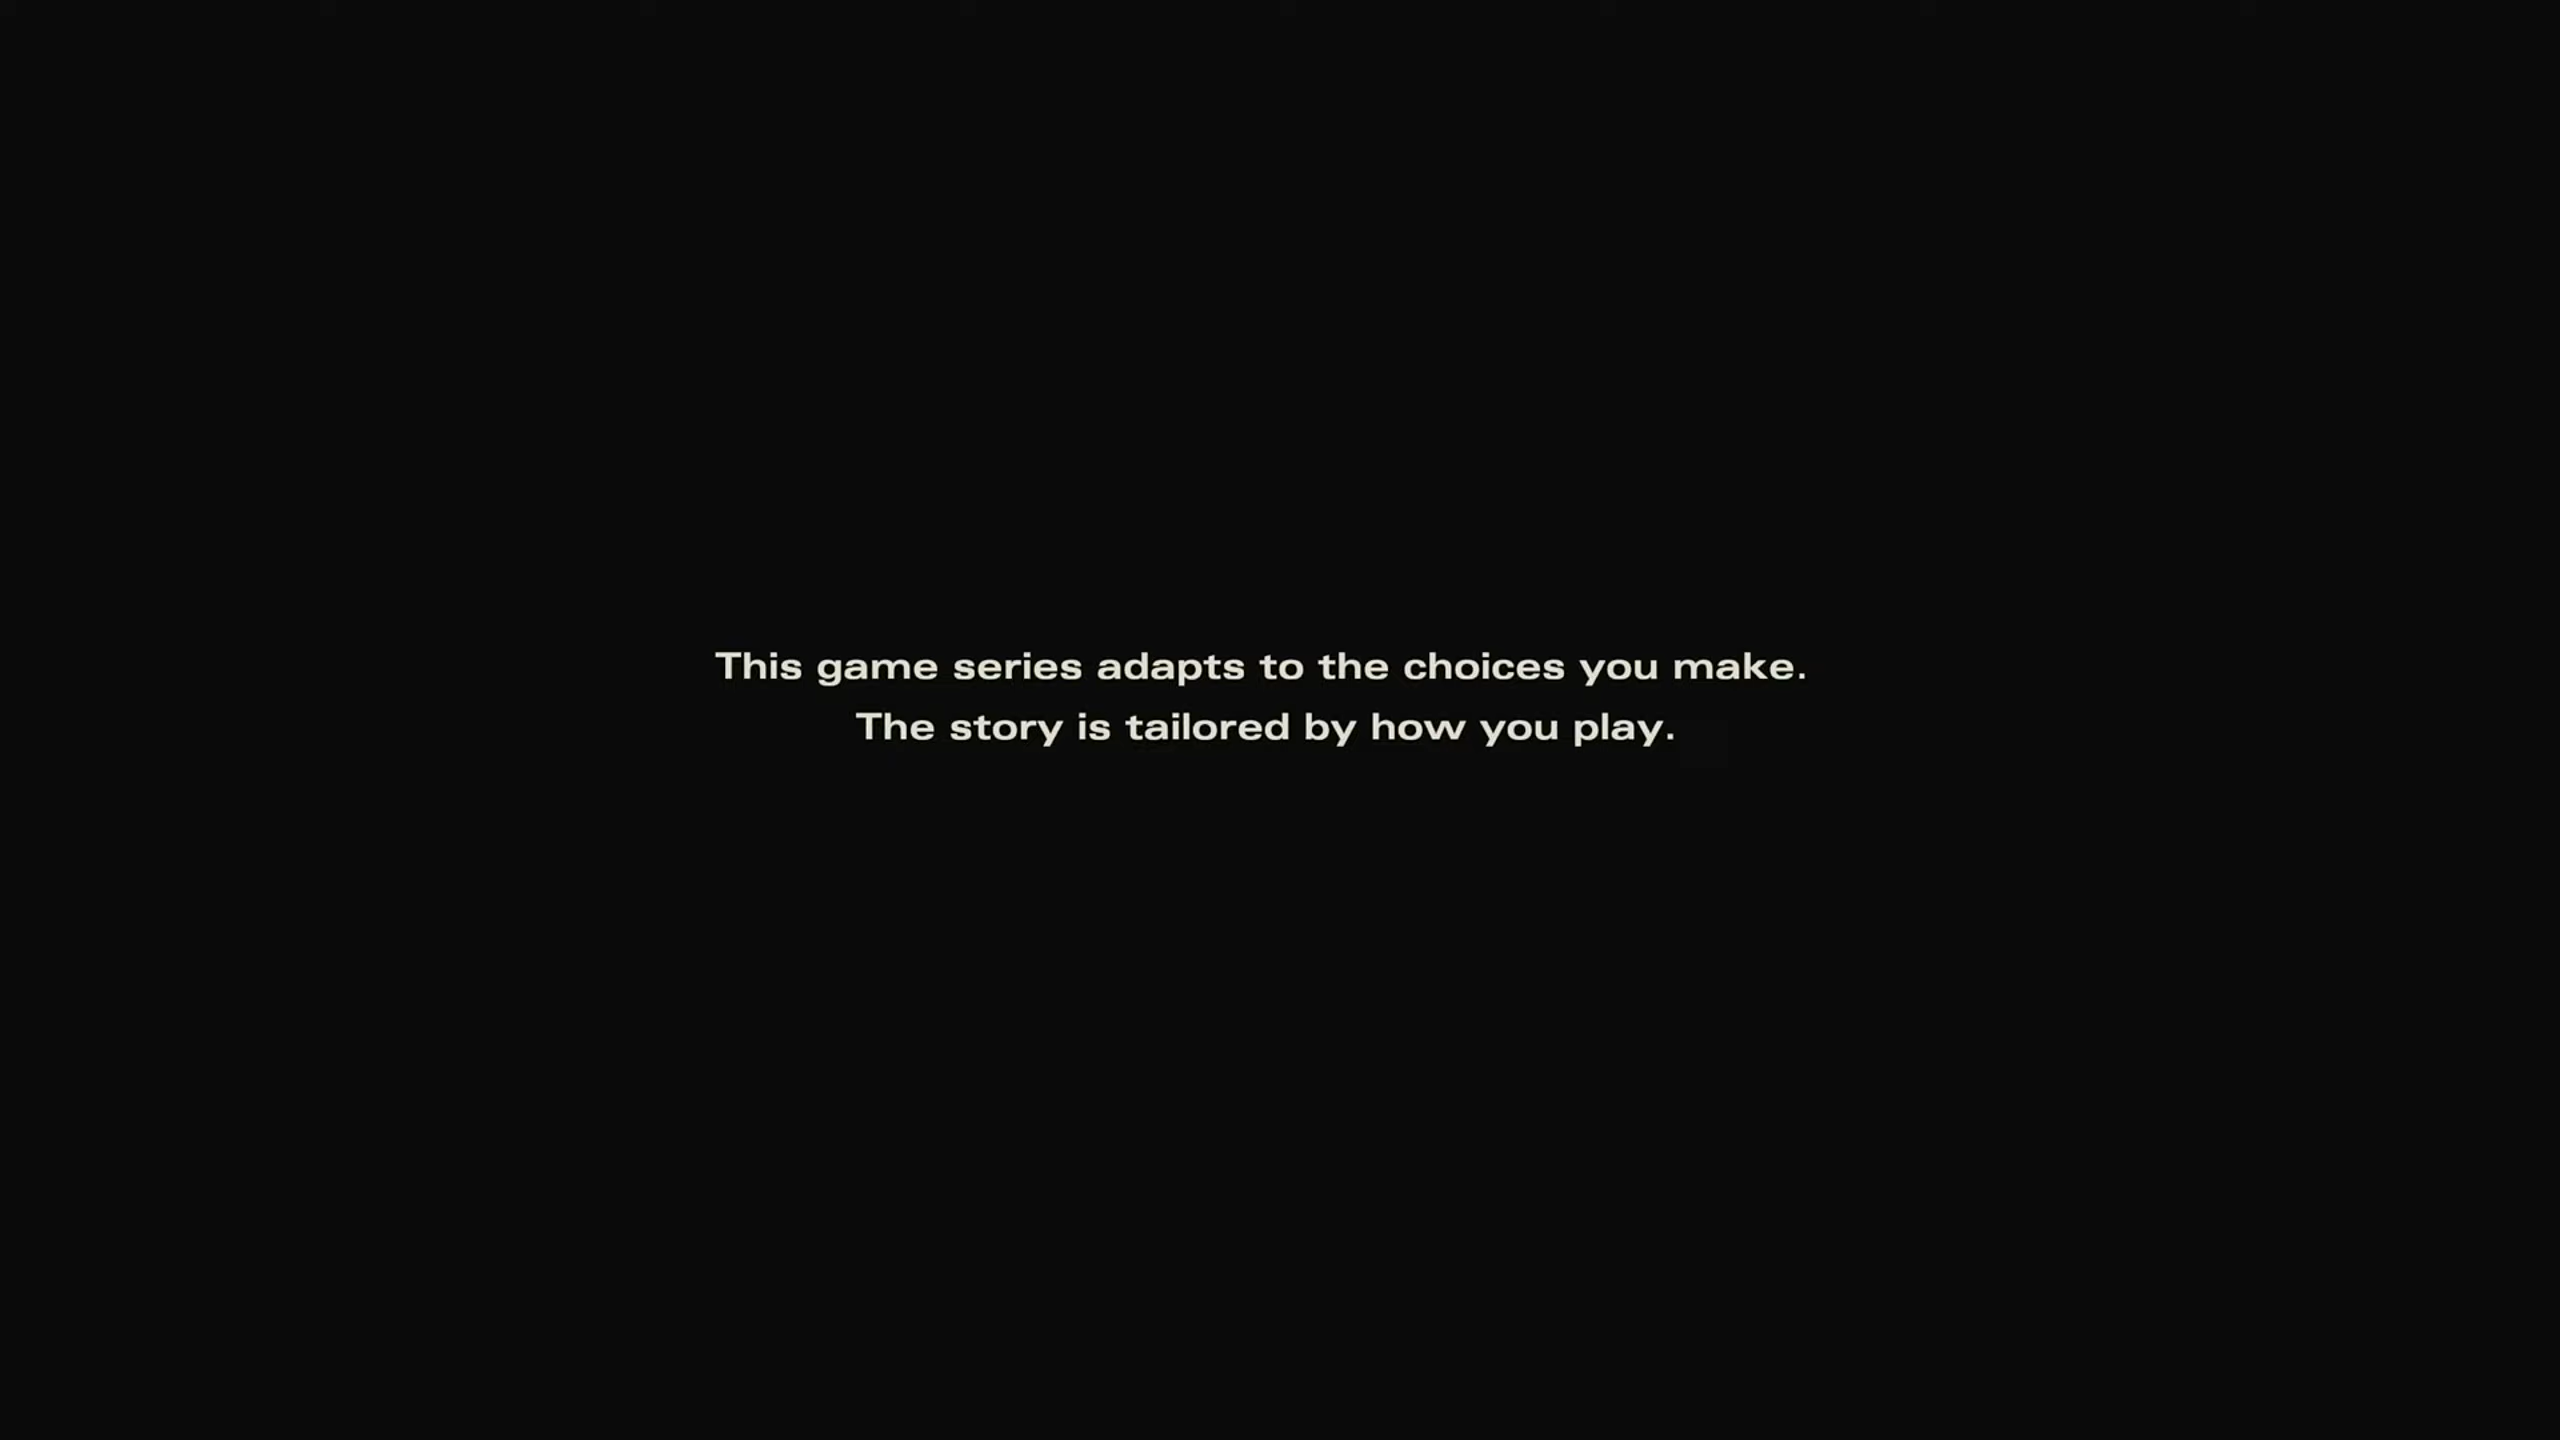 This game series adapts to the choices you make.
The story is tailored by how you play.